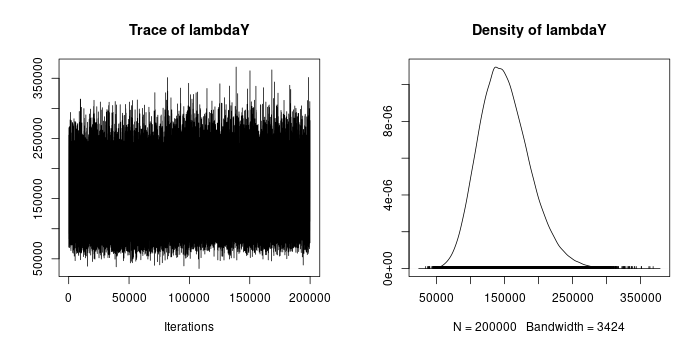 Trace of lambdaY
350000
250000
150000
50000
0
50000
100000
150000
200000
Iterations
Density of lambdaY
8e-06
4e-06
0e+00
50000
150000
250000
350000
N = 200000 Bandwidth = 3424